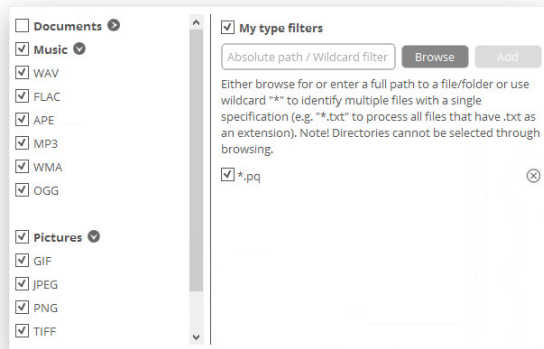 Documents
Music
WAV
FLAC
APE
MP3
WMA
OGG
Pictures
GIF
JPEG
PNG
TIFF
My type filters
Absolute path / Wildcard filter
Browse
Add
Either browse for or enter a full path to a file/folder or use
wildcard "*" to identify multiple files with a single
specification (e.g. "*.txt" to process all files that have .txt as
an extension). Note! Directories cannot be selected through
browsing.
*.pq